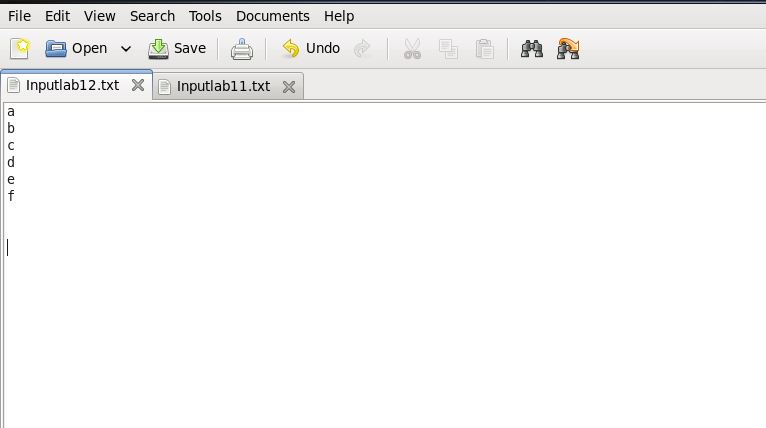 File Edit View Search Tools Documents Help
Open Save Undo
Inputlab12.txt Inputlab11.txt
a
b
c
d
e
f